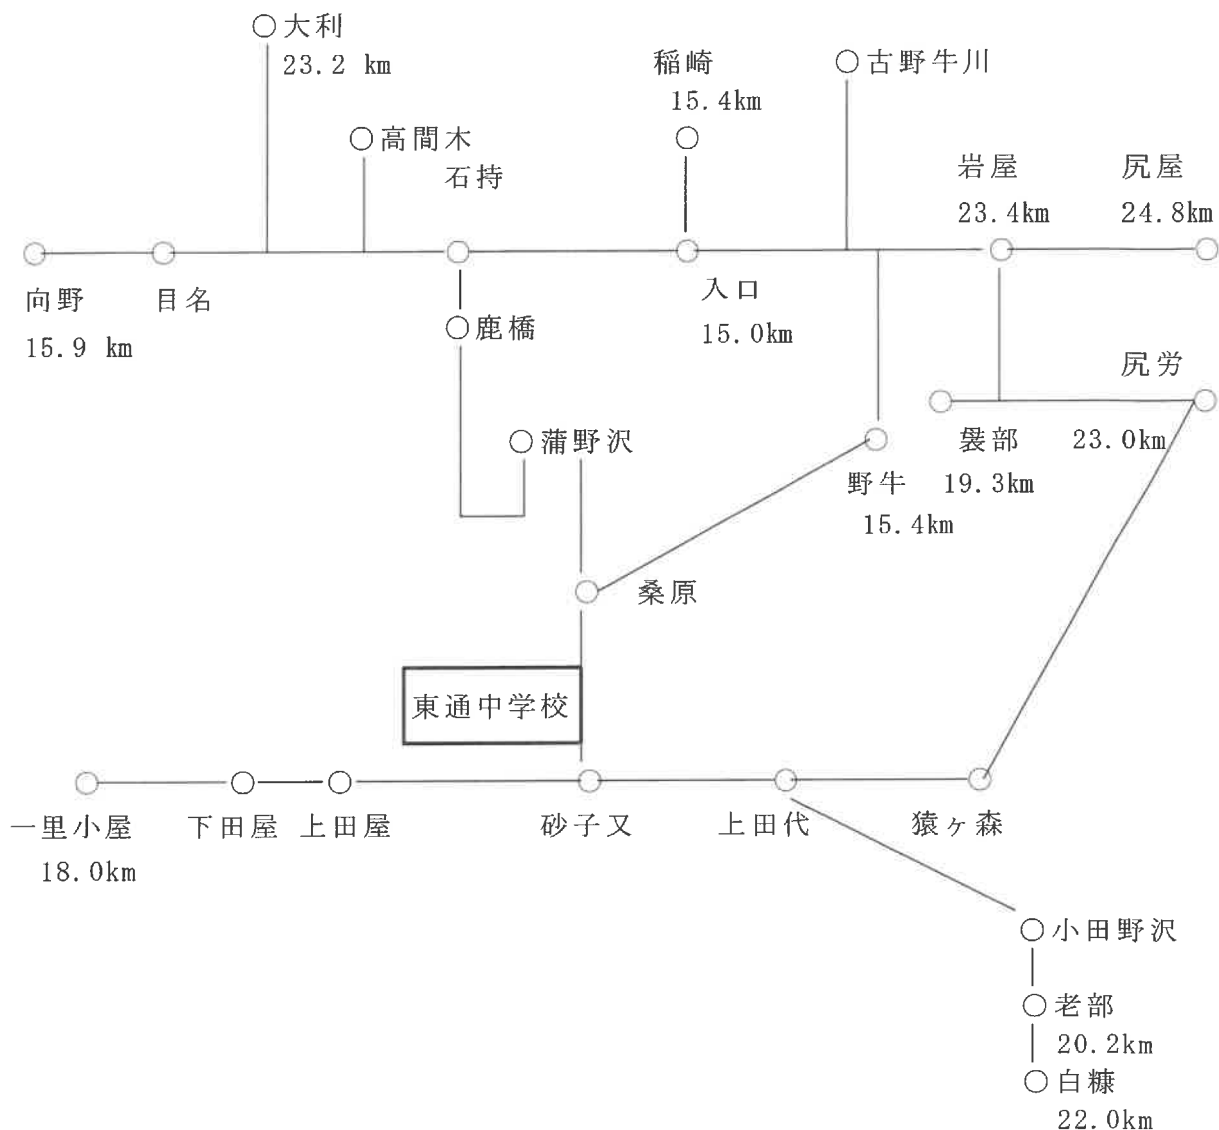 大利
23.2 km
稲崎
15.4km
古野牛川
高間木
石持
岩屋
23.4km
尻屋
24.8km
向野
15.9 km
目名
入口
15.0km
鹿橋
尻労
23.0km
蒲野沢
袰部
19.3km
野牛
15.4km
桑原
東通中学校
一里小屋
18.0km
下田屋
上田屋
砂子又
上田代
猿ヶ森
小田野沢
老部
20.2km
白糠
22.0km